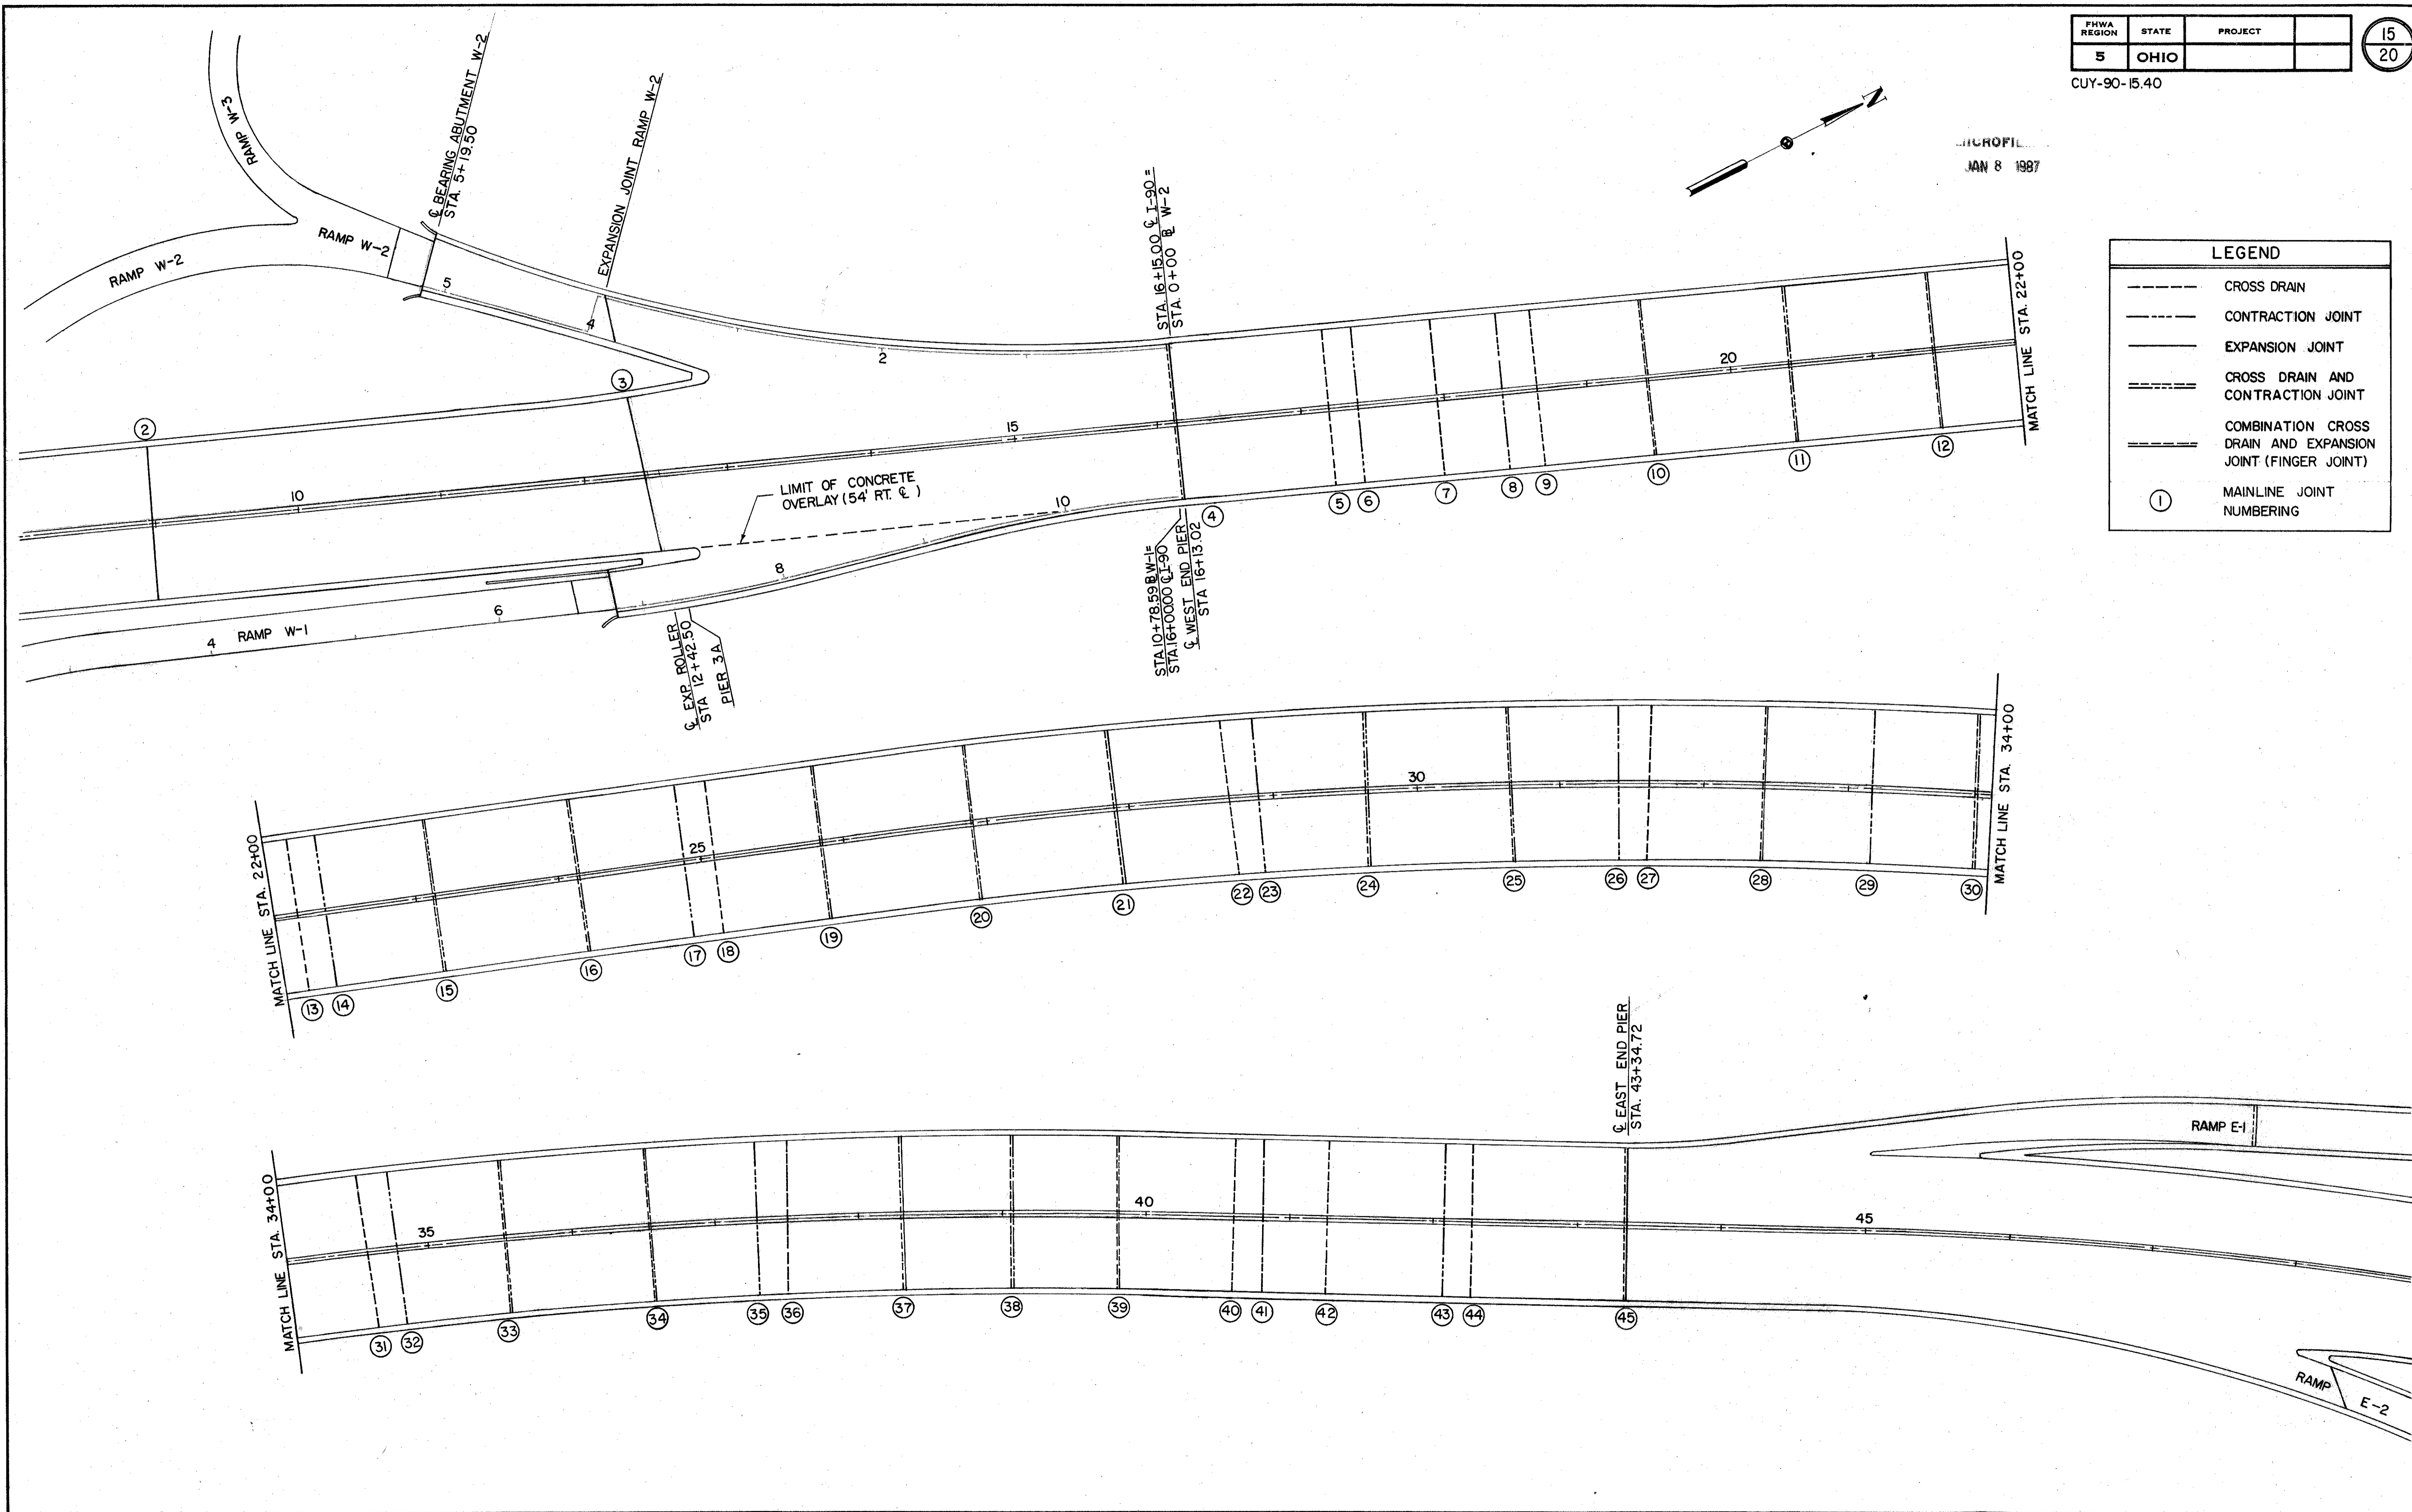 FHWA REGION
STATE
PROJECT
5
OHIO
15
20
CUY-90-15.40
JAN 8 1987
N
LEGEND
CROSS DRAIN
CONTRACTION JOINT
EXPANSION JOINT
CROSS DRAIN AND
CONTRACTION JOINT
COMBINATION CROSS
DRAIN AND EXPANSION
JOINT (FINGER JOINT)
1
MAINLINE JOINT
NUMBERING
RAMP W-3
RAMP W-2
RAMP W-2
℄ BEARING ABUTMENT W-2
STA. 5+19.50
EXPANSION JOINT RAMP W-2
5
4
2
STA. 16+15.00 ℄ I-90 =
STA. 0+00 B W-2
2
3
10
15
20
LIMIT OF CONCRETE
OVERLAY (54' RT. ℄ )
10
8
6
4
RAMP W-1
℄ EXP. ROLLER
STA 12+42.50
PIER 3A
STA 10+78.59 B W-1=
STA. 16+00.00 ℄ I-90
℄ WEST END PIER
STA 16+13.02
4
5
6
7
8
9
10
11
12
MATCH LINE STA. 22+00
MATCH LINE STA. 22+00
25
30
13
14
15
16
17
18
19
20
21
22
23
24
25
26
27
28
29
30
MATCH LINE STA. 34+00
MATCH LINE STA. 34+00
35
40
45
℄ EAST END PIER
STA. 43+34.72
31
32
33
34
35
36
37
38
39
40
41
42
43
44
45
RAMP E-1
RAMP
E-2